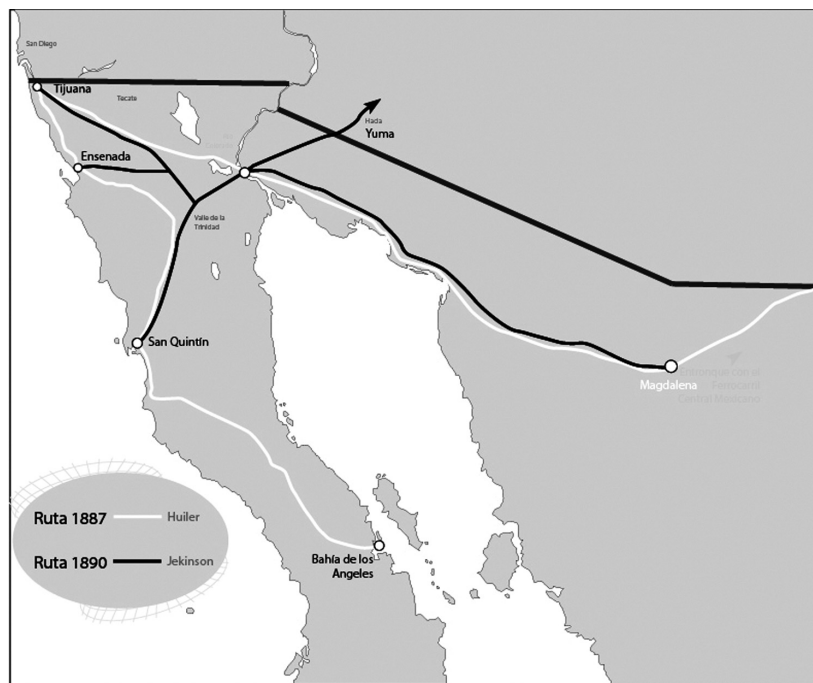 San Diego
Tijuana
Tecate
Hada
Yuma
Ensenada
Valle de la
Trinidad
San Quintín
Magdalena
Entronque con el
Ferrocarril
Central Mexicano
Ruta 1887
Huiler
Ruta 1890
Jekinson
Bahía de los
Angeles